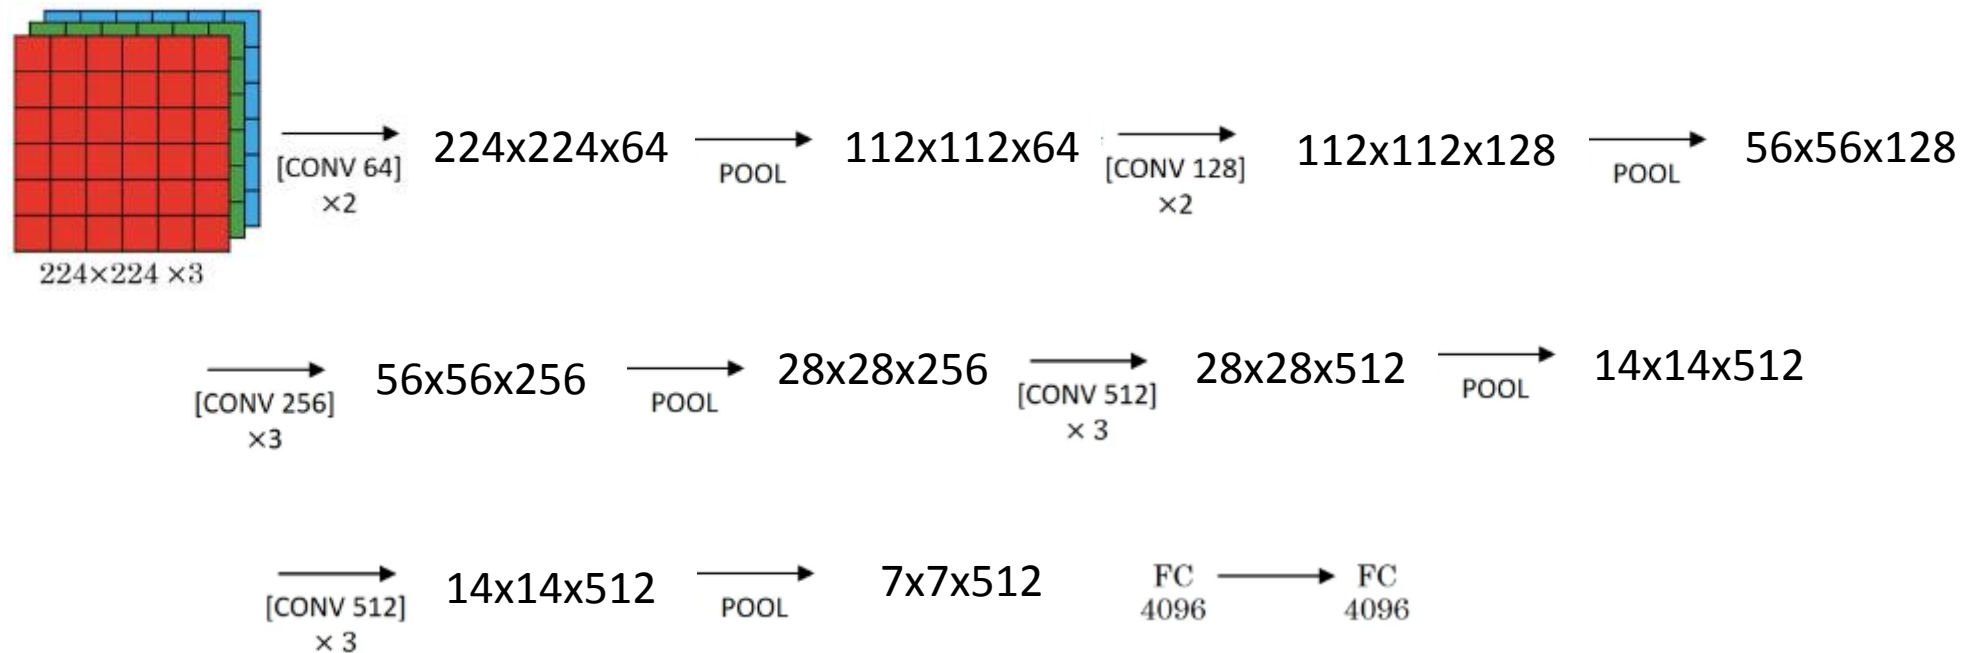 224×224 ×3
[CONV 64]
×2
224x224x64
POOL
112x112x64
[CONV 128]
×2
112x112x128
POOL
56x56x128
[CONV 256]
×3
56x56x256
POOL
28x28x256
[CONV 512]
× 3
28x28x512
POOL
14x14x512
[CONV 512]
× 3
14x14x512
POOL
7x7x512
FC
4096
FC
4096